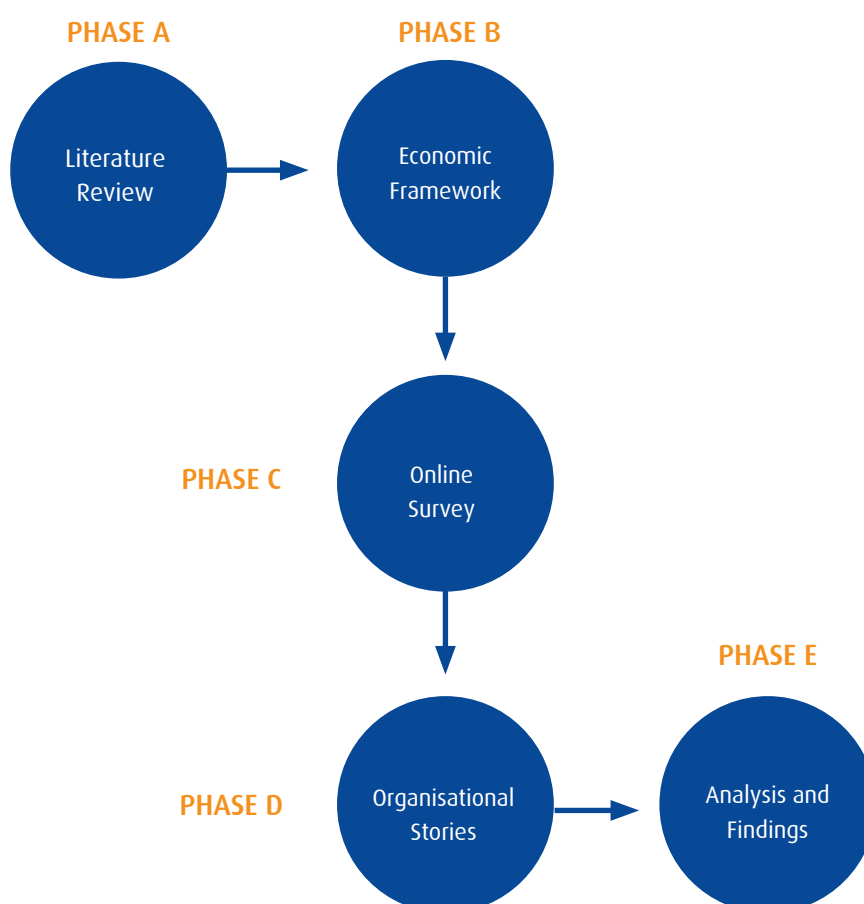 PHASE A
Literature
Review
PHASE B
Economic
Framework
PHASE C
Online
Survey
PHASE D
Organisational
Stories
PHASE E
Analysis and
Findings